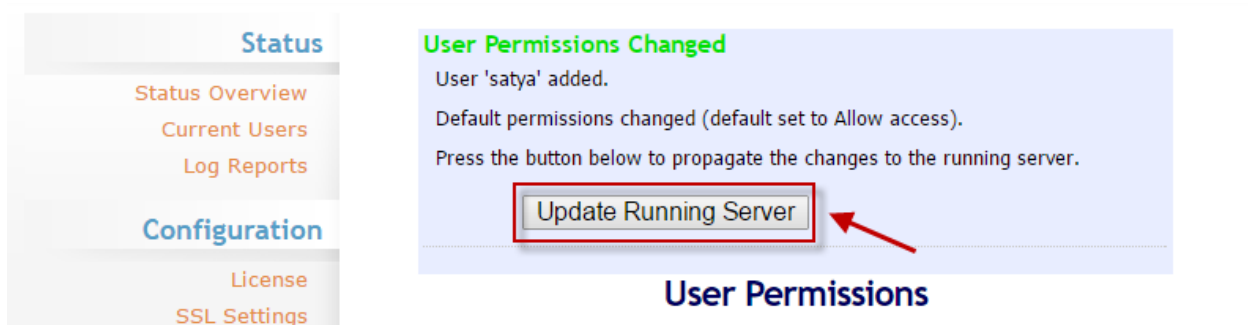 Status
Status Overview
Current Users
Log Reports
Configuration
License
SSL Settings
User Permissions Changed
User 'satya' added.
Default permissions changed (default set to Allow access).
Press the button below to propagate the changes to the running server.
Update Running Server
User Permissions